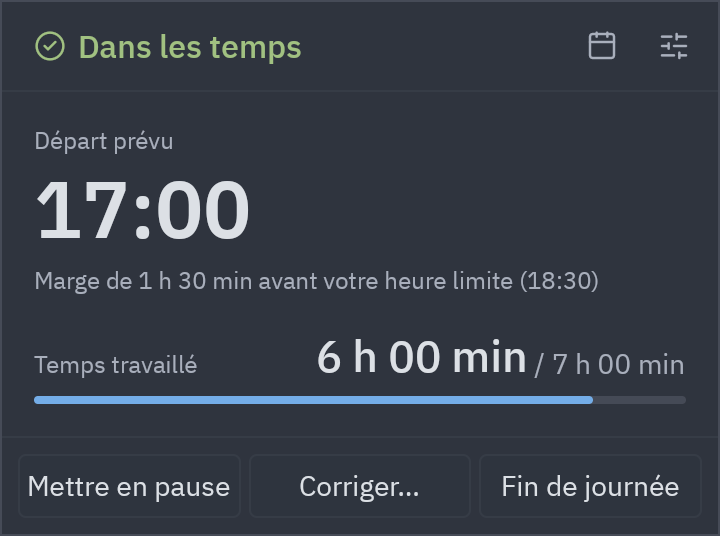 Dans les temps
Départ prévu
17:00
Marge de 1 h 30 min avant votre heure limite (18:30)
Temps travaillé 6 h 00 min / 7 h 00 min
Mettre en pause Corriger... Fin de journée